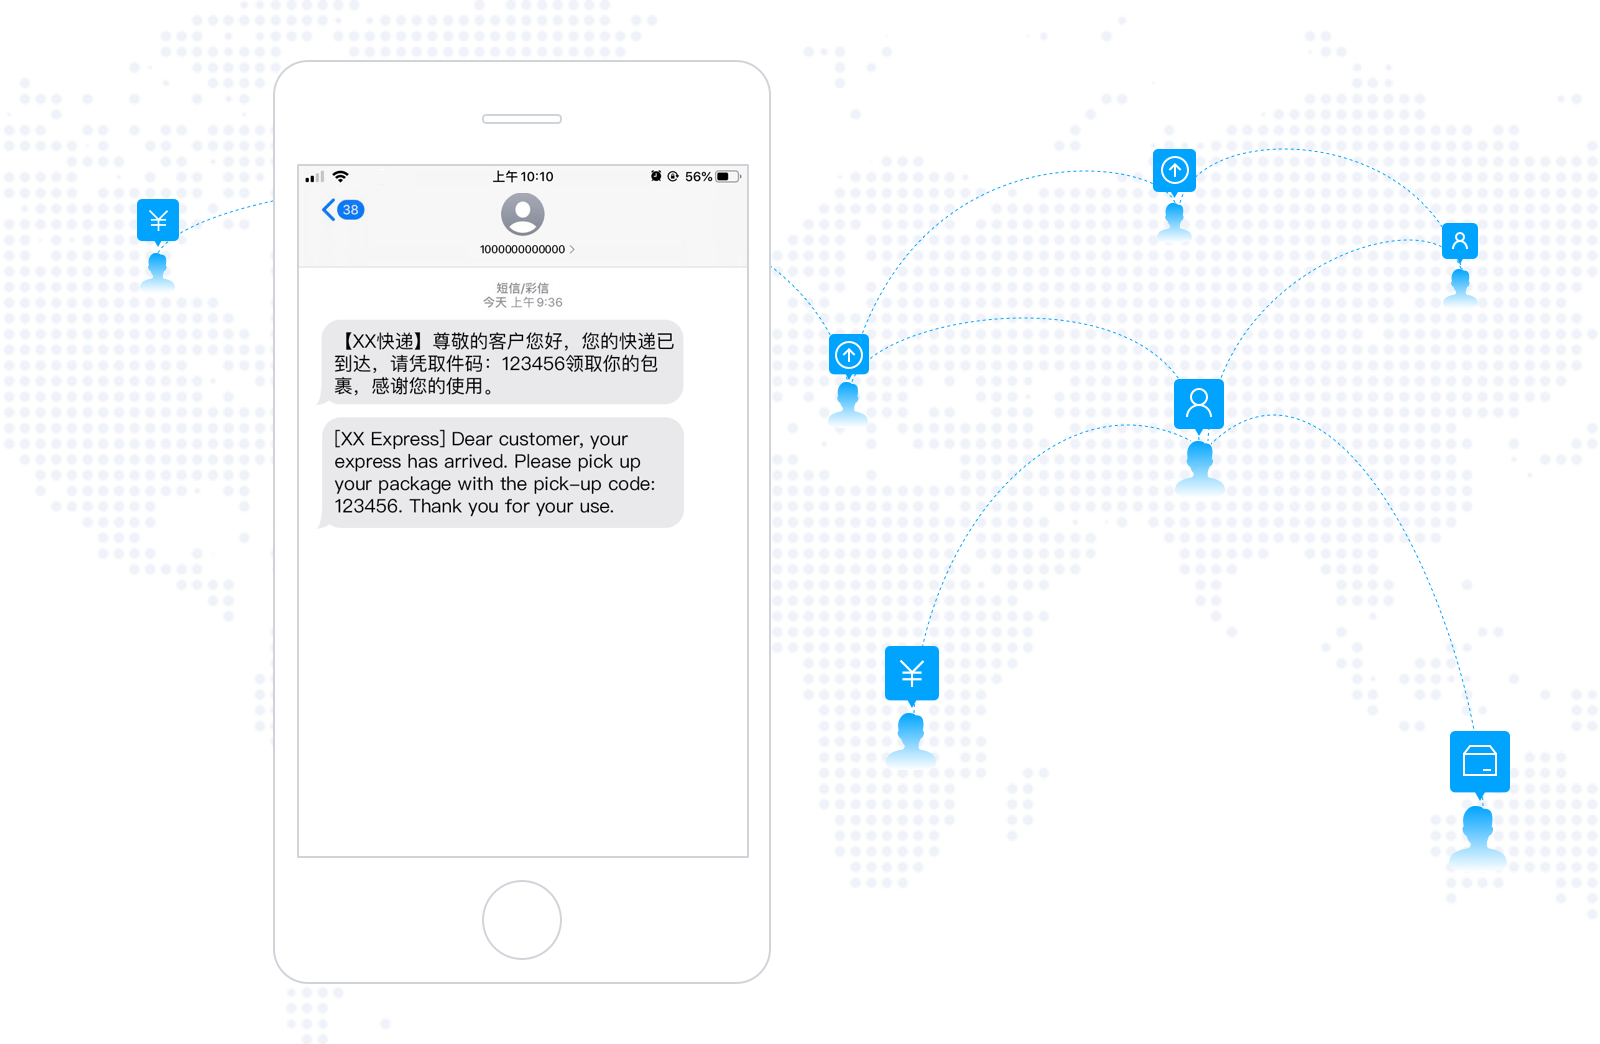 上午 10:10
56%
38
1000000000000
短信/彩信
今天 上午 9:36
【XX快递】尊敬的客户您好，您的快递已
到达，请凭取件码：123456领取你的包
裹，感谢您的使用。
[XX Express] Dear customer, your
express has arrived. Please pick up
your package with the pick-up code:
123456. Thank you for your use.
¥
¥